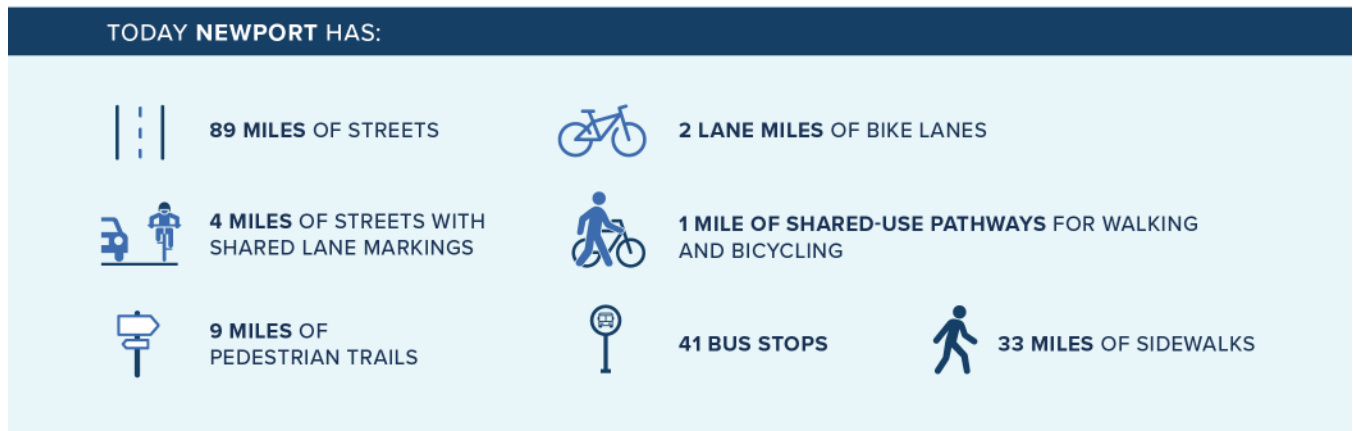 TODAY NEWPORT HAS:
89 MILES OF STREETS
2 LANE MILES OF BIKE LANES
4 MILES OF STREETS WITH
SHARED LANE MARKINGS
1 MILE OF SHARED-USE PATHWAYS FOR WALKING
AND BICYCLING
9 MILES OF
PEDESTRIAN TRAILS
41 BUS STOPS
33 MILES OF SIDEWALKS